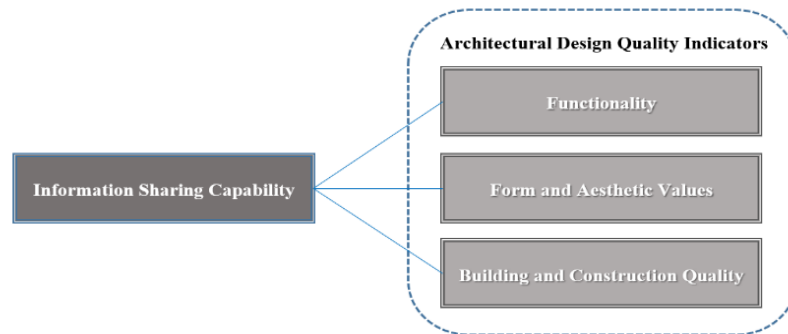 Architectural Design Quality Indicators
Functionality
Information Sharing Capability
Form and Aesthetic Values
Building and Construction Quality